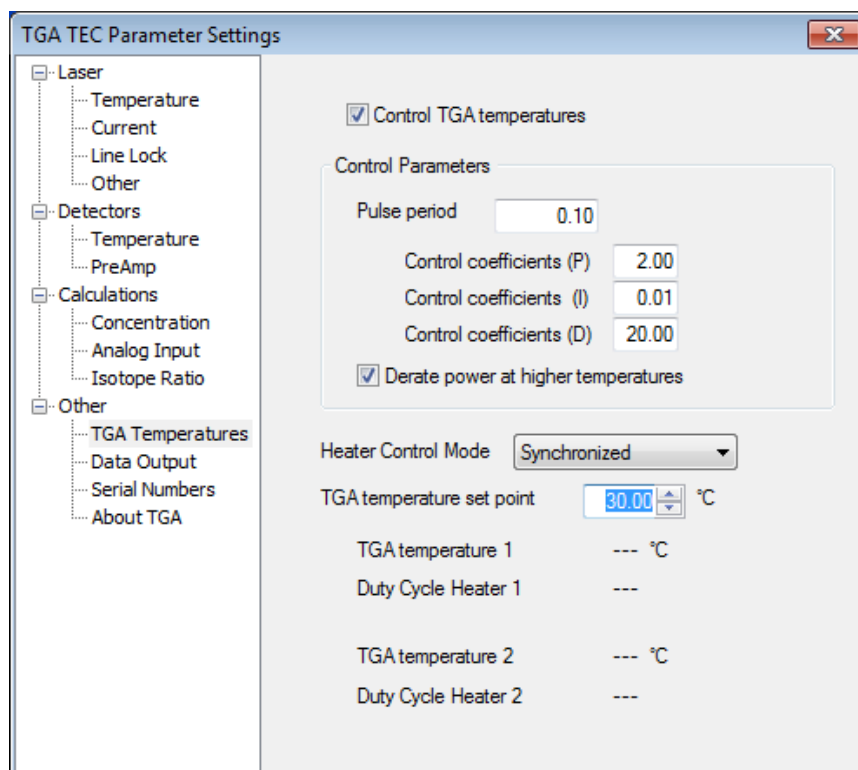 TGA TEC Parameter Settings
Laser
Temperature
Current
Line Lock
Other
Detectors
Temperature
PreAmp
Calculations
Concentration
Analog Input
Isotope Ratio
Other
TGA Temperatures
Data Output
Serial Numbers
About TGA
Control TGA temperatures
Control Parameters
Pulse period 0.10
Control coefficients (P) 2.00
Control coefficients (I) 0.01
Control coefficients (D) 20.00
Derate power at higher temperatures
Heater Control Mode Synchronized
TGA temperature set point 30.00 °C
TGA temperature 1 --- °C
Duty Cycle Heater 1 ---
TGA temperature 2 --- °C
Duty Cycle Heater 2 ---